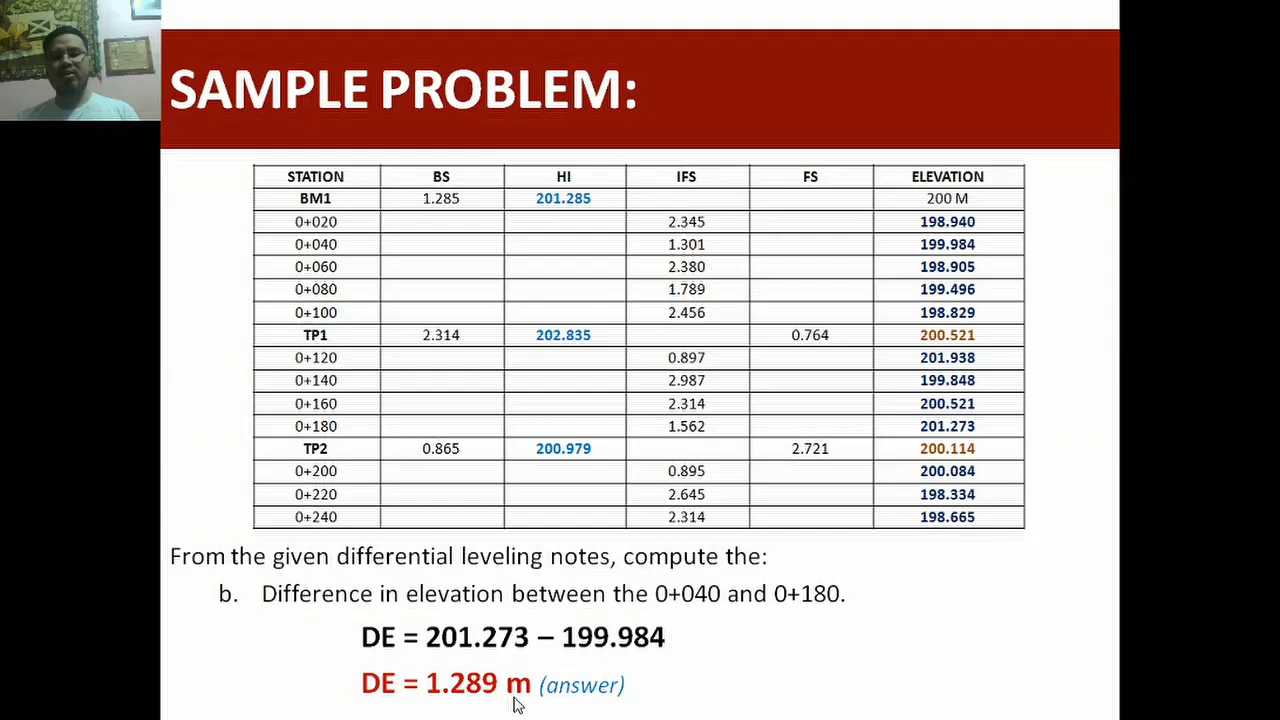 SAMPLE PROBLEM:
STATION BS HI IFS FS ELEVATION
BM1 1.285 201.285 200 M
0+020 2.345 198.940
0+040 1.301 199.984
0+060 2.380 198.905
0+080 1.789 199.496
0+100 2.456 198.829
TP1 2.314 202.835 0.764 200.521
0+120 0.897 201.938
0+140 2.987 199.848
0+160 2.314 200.521
0+180 1.562 201.273
TP2 0.865 200.979 2.721 200.114
0+200 0.895 200.084
0+220 2.645 198.334
0+240 2.314 198.665
From the given differential leveling notes, compute the:
b. Difference in elevation between the 0+040 and 0+180.
DE = 201.273 – 199.984
DE = 1.289 m (answer)